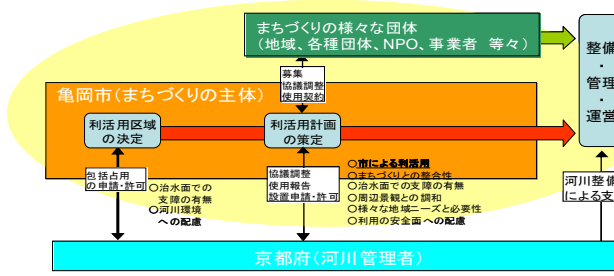 まちづくりの様々な団体
(地域、各種団体、NPO、事業者 等々)
整備
・
管理
・
運営
募集
協議調整
使用契約
亀岡市(まちづくりの主体)
利活用区域
の決定
利活用計画
の策定
包括占用
の申請・許可
○治水面での
支障の有無
○河川環境
への配慮
協議調整
使用報告
設置申請・許可
○市による利活用
○まちづくりとの整合性
○治水面での支障の有無
○周辺景観との調和
○様々な地域ニーズと必要性
○利用の安全面への配慮
河川整備
による支
京都府(河川管理者)